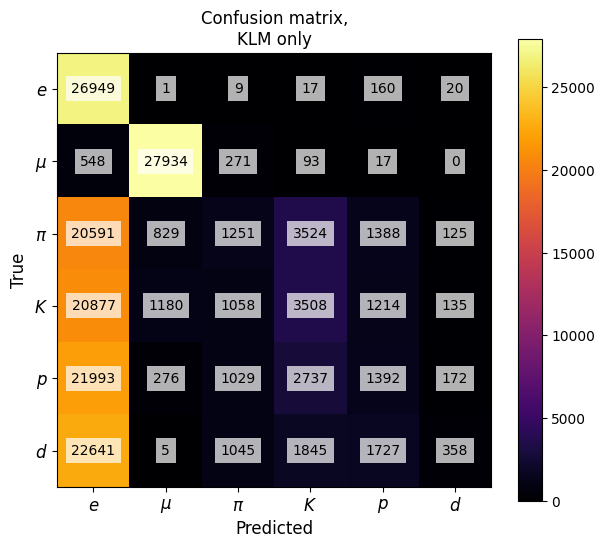 Confusion matrix,
KLM only
e 26949 1 9 17 160 20
μ 548 27934 271 93 17 0
π 20591 829 1251 3524 1388 125
K 20877 1180 1058 3508 1214 135
p 21993 276 1029 2737 1392 172
d 22641 5 1045 1845 1727 358
e μ π K p d
Predicted
True
25000
20000
15000
10000
5000
0